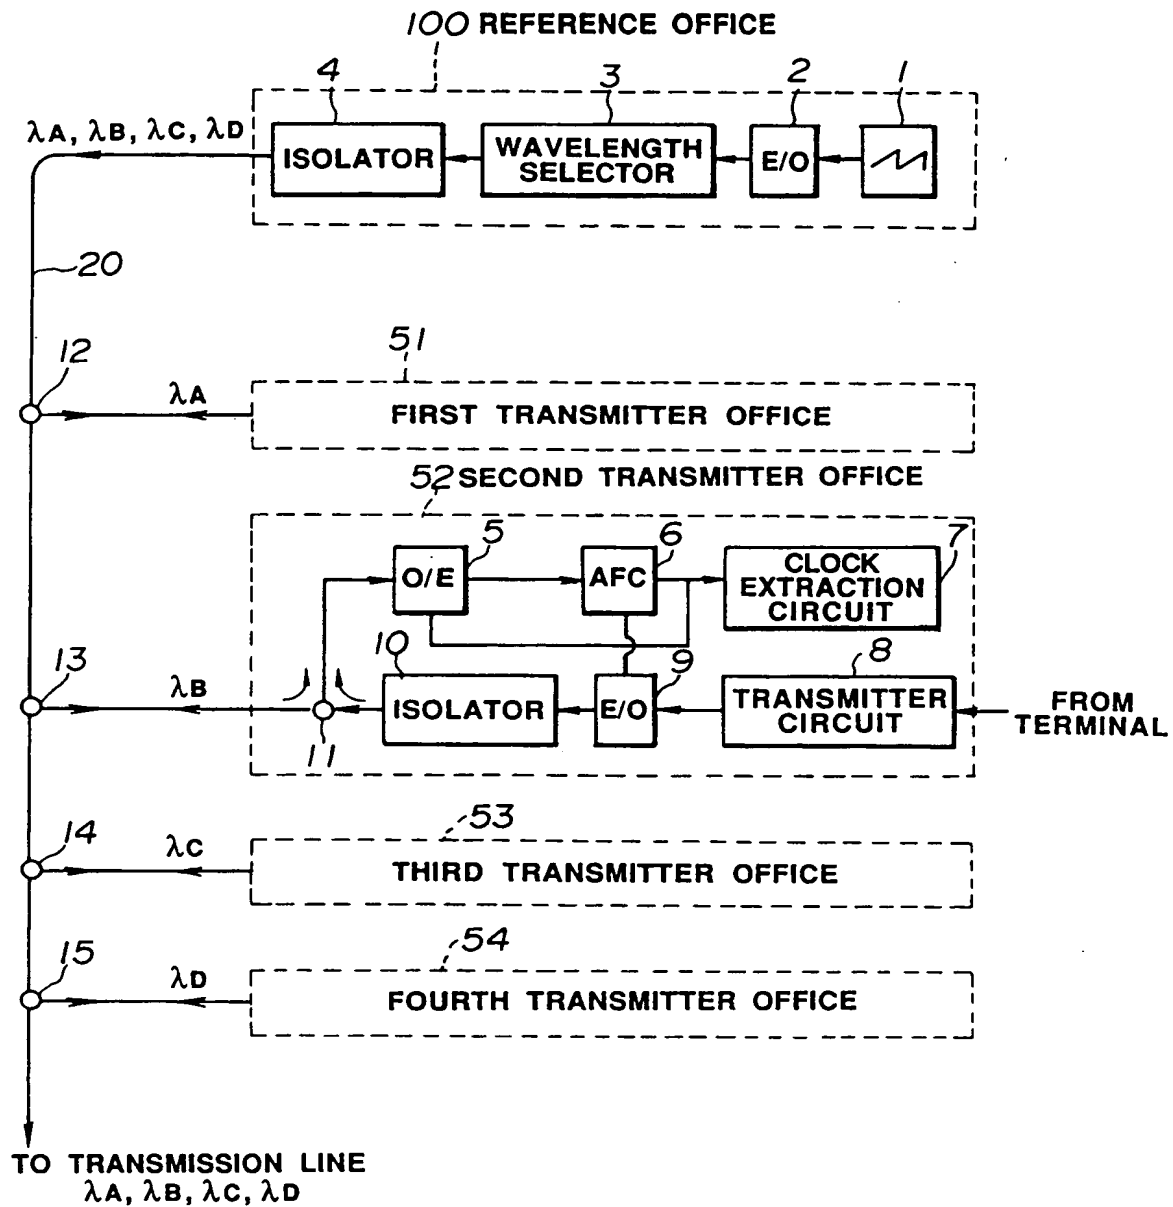 100 REFERENCE OFFICE
4 3 2 1
λA, λB, λC, λD
ISOLATOR
WAVELENGTH
SELECTOR
E/O
20
12
51
λA
FIRST TRANSMITTER OFFICE
52 SECOND TRANSMITTER OFFICE
5 6 7
O/E
AFC
CLOCK
EXTRACTION
CIRCUIT
13
λB
10
9
8
ISOLATOR
E/O
TRANSMITTER
CIRCUIT
FROM
TERMINAL
11
14
53
λC
THIRD TRANSMITTER OFFICE
15
54
λD
FOURTH TRANSMITTER OFFICE
TO TRANSMISSION LINE
λA, λB, λC, λD